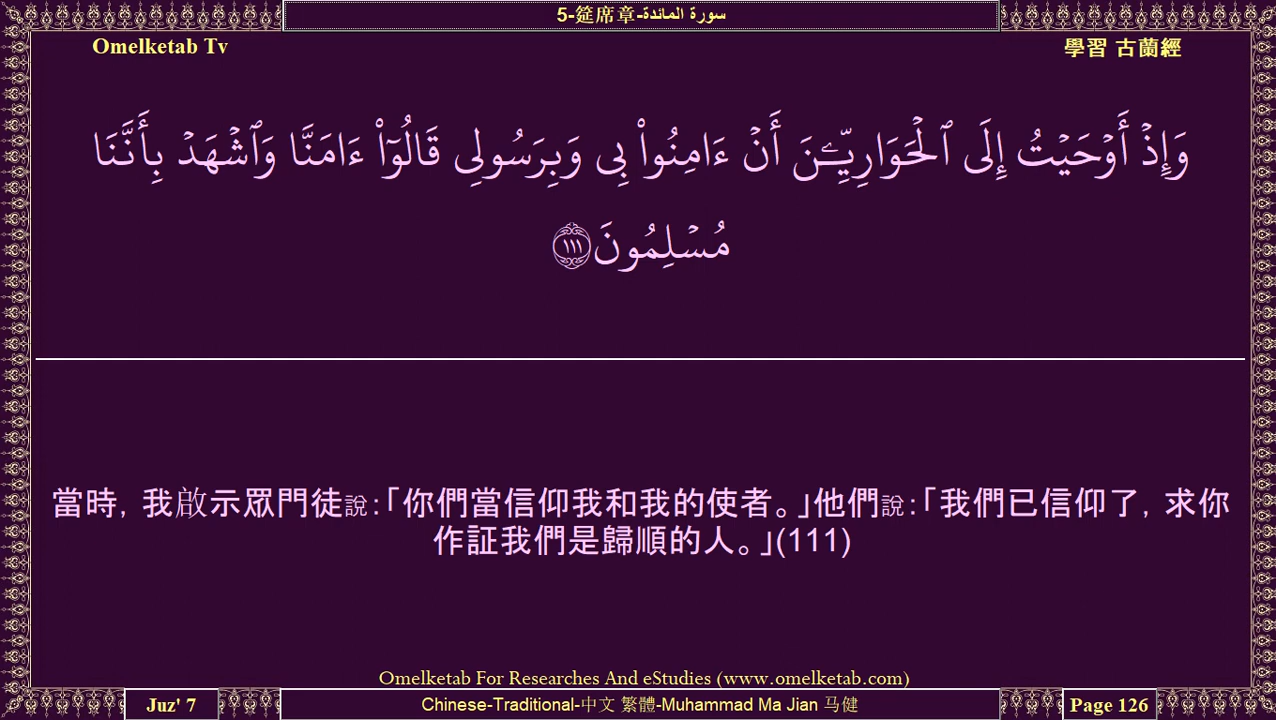 5-筵席章-سورة المائدة
Omelketab Tv
學習 古蘭經
وَإِذۡ أَوۡحَيۡتُ إِلَى ٱلۡحَوَارِيِّـۧنَ أَنۡ ءَامِنُواْ بِي وَبِرَسُولِي قَالُوٓاْ ءَامَنَّا وَٱشۡهَدۡ بِأَنَّنَا
مُسۡلِمُونَ ١١١
當時, 我啟示眾門徒說:「你們當信仰我和我的使者。」他們說:「我們已信仰了, 求你
作証我們是歸順的人。」(111)
Omelketab For Researches And eStudies (www.omelketab.com)
Juz' 7
Chinese-Traditional-中文 繁體-Muhammad Ma Jian 马健
Page 126